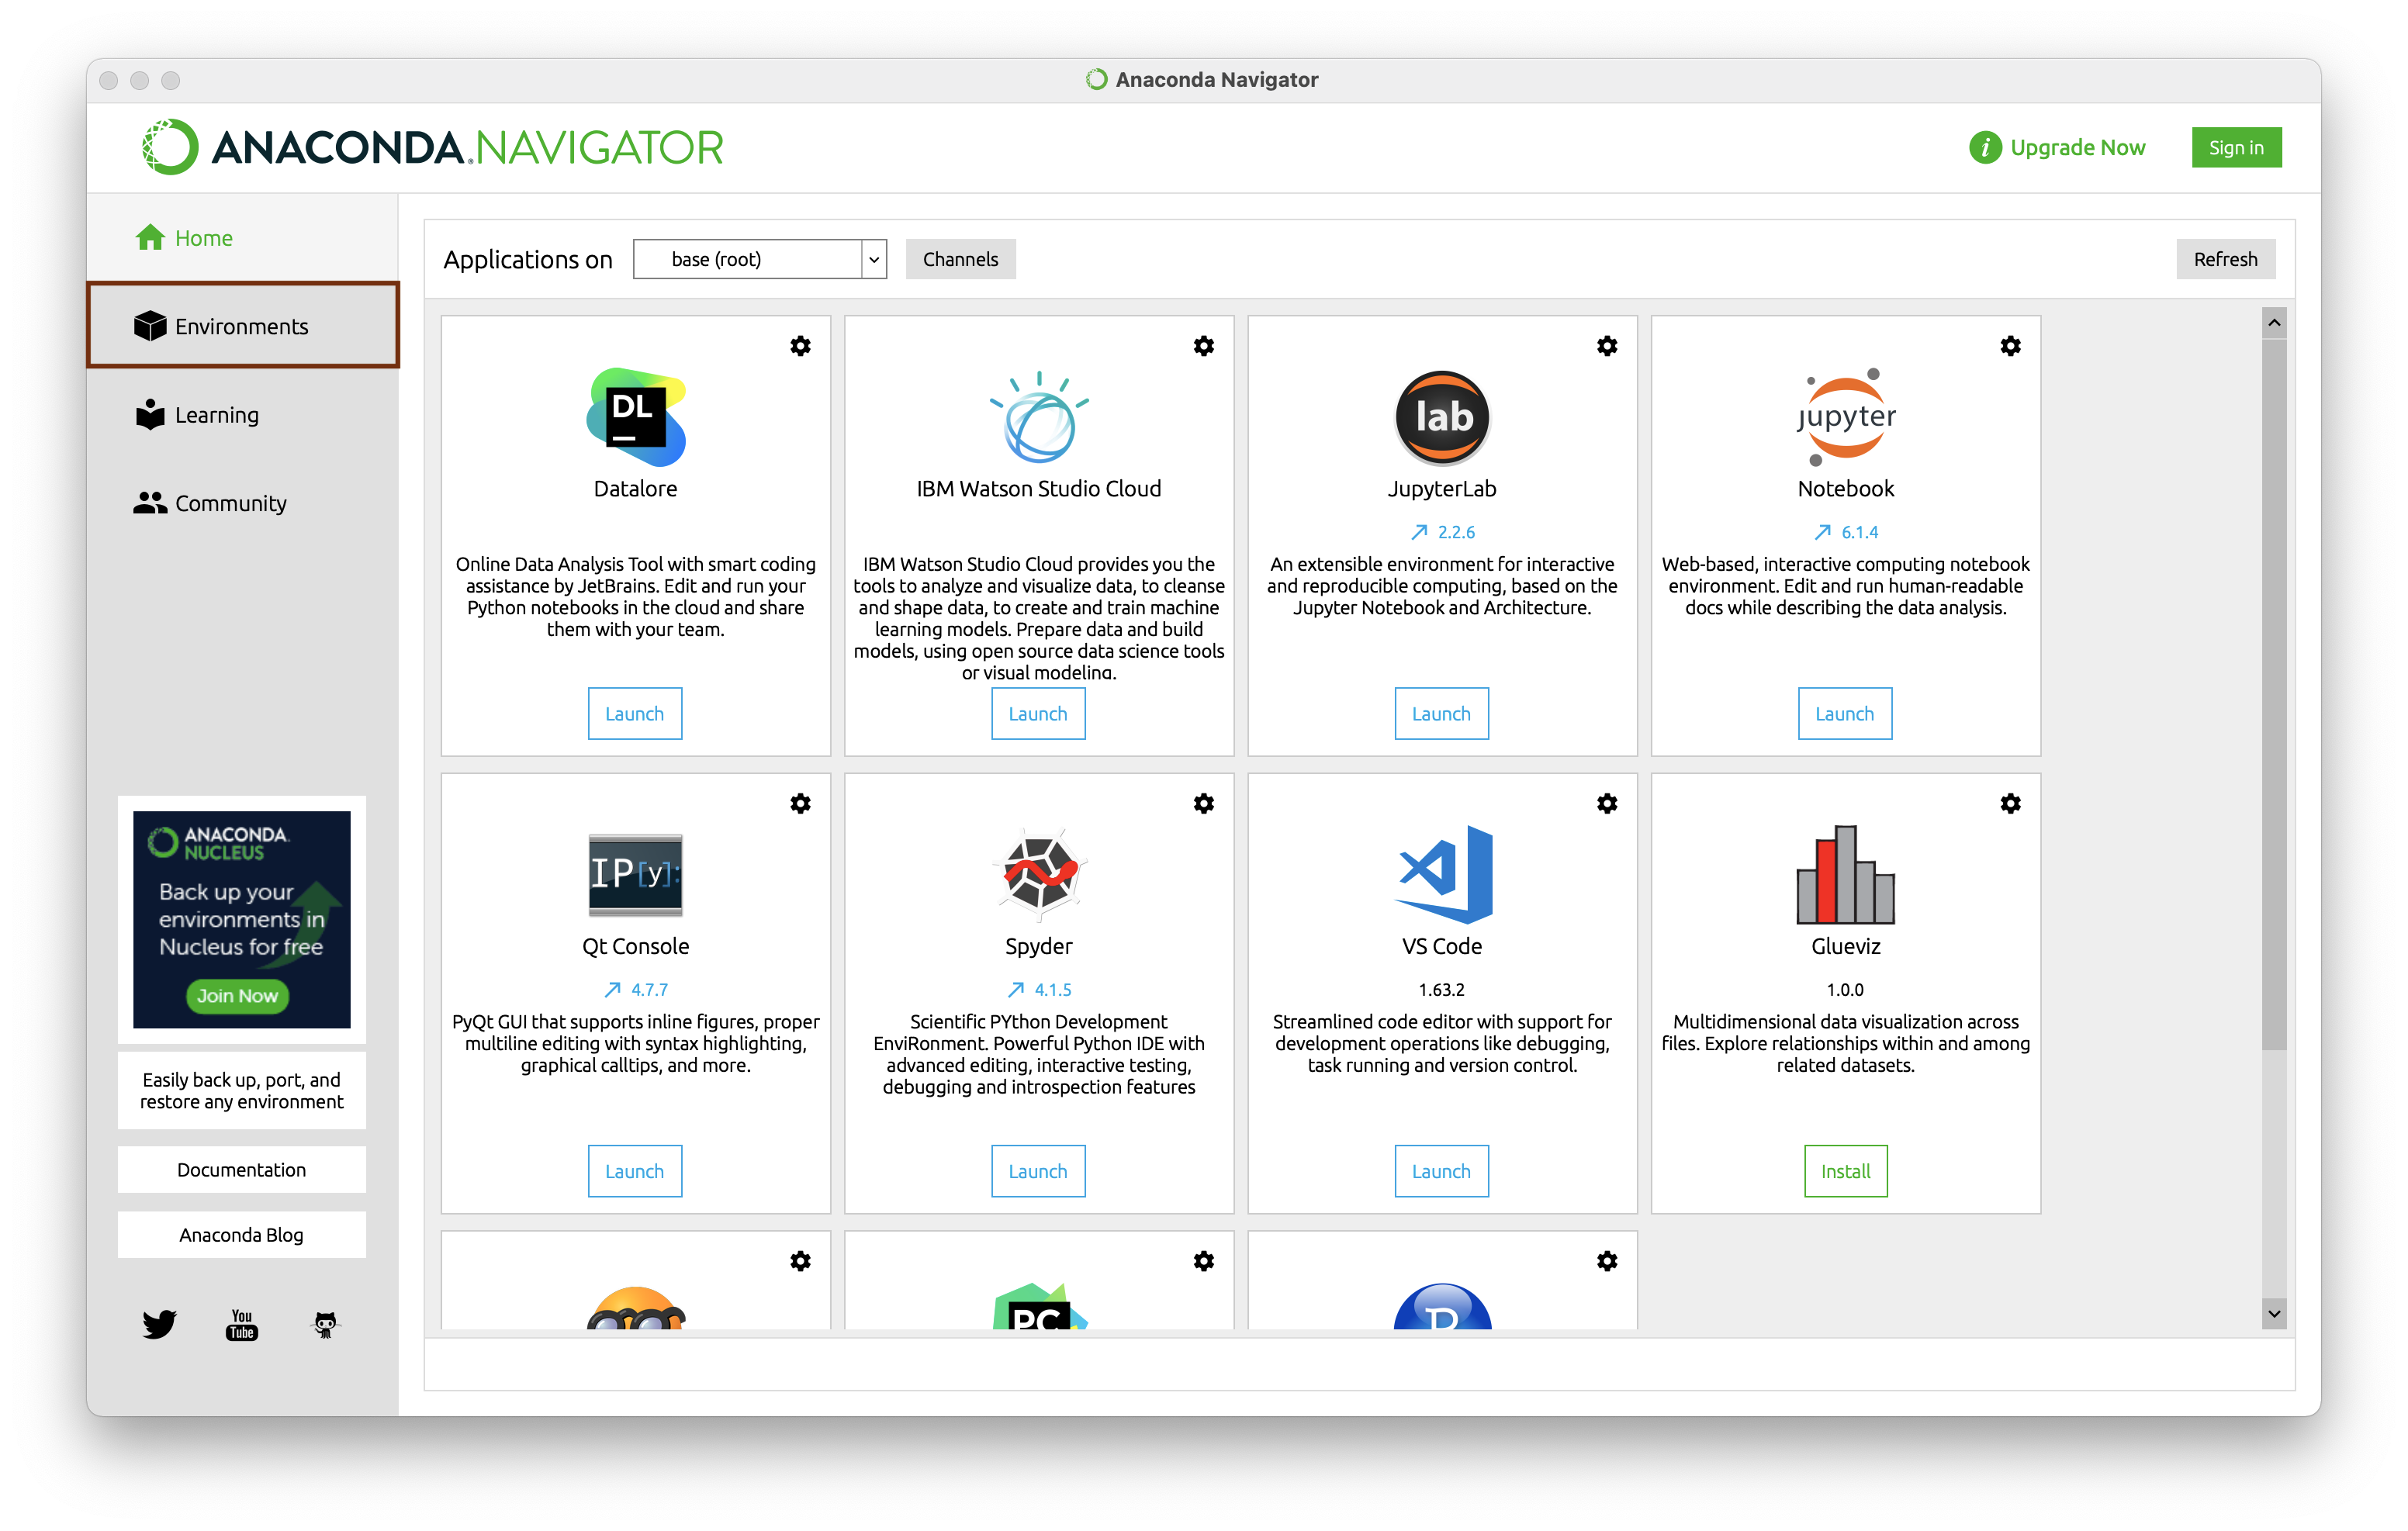 Anaconda Navigator
ANACONDA.NAVIGATOR
i Upgrade Now
Sign in
Home
Environments
Learning
Community
ANACONDA.
NUCLEUS
Back up your
environments in
Nucleus for free
Join Now
Easily back up, port, and
restore any environment
Documentation
Anaconda Blog
You
Tube
Applications on
base (root)
Channels
Refresh
DL
Datalore
Online Data Analysis Tool with smart coding
assistance by JetBrains. Edit and run your
Python notebooks in the cloud and share
them with your team.
Launch
IBM Watson Studio Cloud
IBM Watson Studio Cloud provides you the
tools to analyze and visualize data, to cleanse
and shape data, to create and train machine
learning models. Prepare data and build
models, using open source data science tools
or visual modeling.
Launch
lab
JupyterLab
2.2.6
An extensible environment for interactive
and reproducible computing, based on the
Jupyter Notebook and Architecture.
Launch
jupyter
Notebook
6.1.4
Web-based, interactive computing notebook
environment. Edit and run human-readable
docs while describing the data analysis.
Launch
IP[y]:
Qt Console
4.7.7
PyQt GUI that supports inline figures, proper
multiline editing with syntax highlighting,
graphical calltips, and more.
Launch
Spyder
4.1.5
Scientific PYthon Development
EnviRonment. Powerful Python IDE with
advanced editing, interactive testing,
debugging and introspection features
Launch
VS Code
1.63.2
Streamlined code editor with support for
development operations like debugging,
task running and version control.
Launch
Glueviz
1.0.0
Multidimensional data visualization across
files. Explore relationships within and among
related datasets.
Install
PC
R